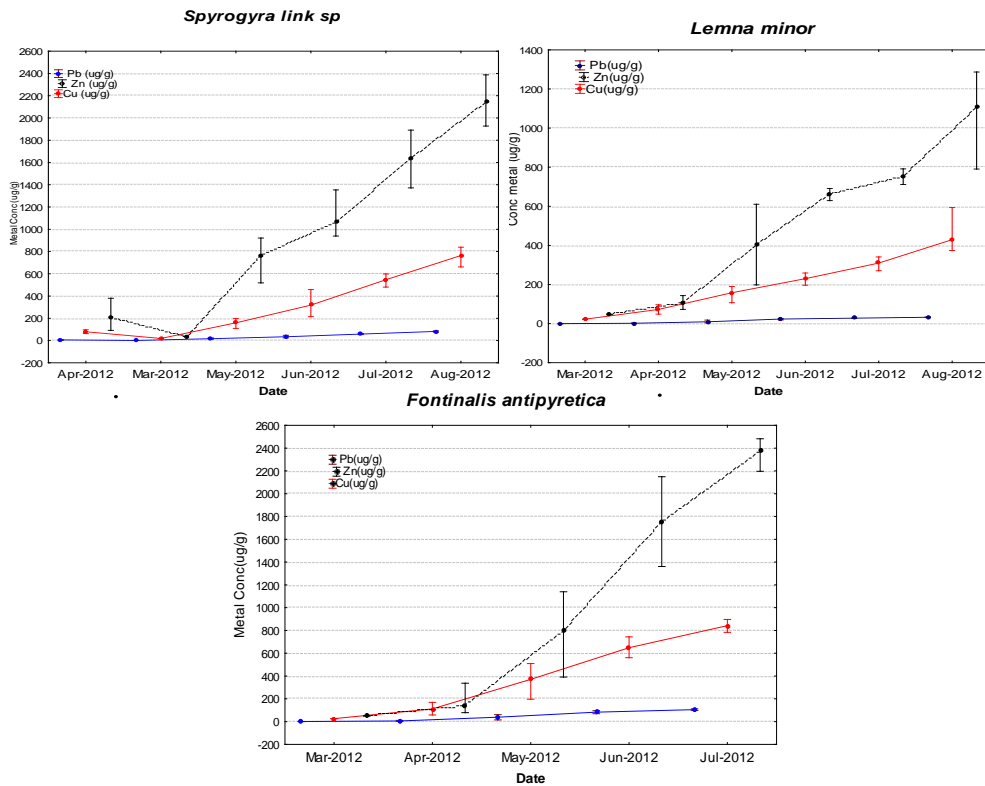 Spyrogyra link sp
2600
2400
2200
2000
1800
1600
1400
1200
1000
800
600
400
200
0
-200
Metal Conc(ug/g)
Pb (ug/g)
Zn (ug/g)
Cu (ug/g)
Apr-2012 Mar-2012 May-2012 Jun-2012 Jul-2012 Aug-2012
Date
Lemna minor
1400
1200
1000
800
600
400
200
0
-200
Conc metal (ug/g)
Pb(ug/g)
Zn(ug/g)
Cu(ug/g)
Mar-2012 Apr-2012 May-2012 Jun-2012 Jul-2012 Aug-2012
Date
Fontinalis antipyretica
2600
2400
2200
2000
1800
1600
1400
1200
1000
800
600
400
200
0
-200
Metal Conc(ug/g)
Pb(ug/g)
Zn(ug/g)
Cu(ug/g)
Mar-2012 Apr-2012 May-2012 Jun-2012 Jul-2012
Date